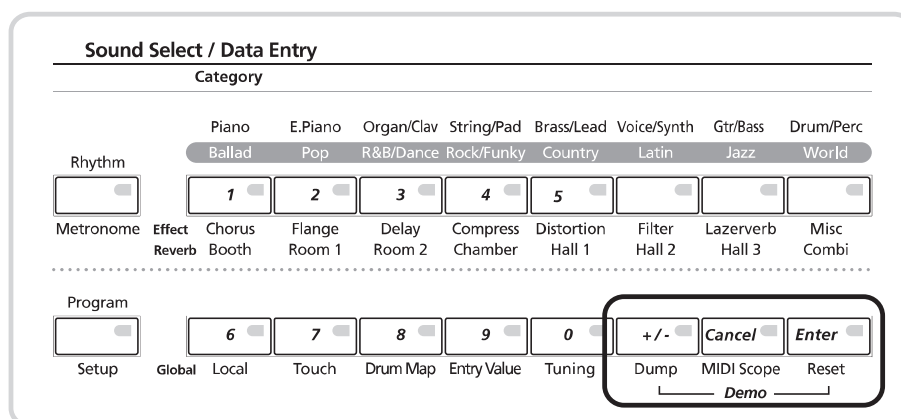 Sound Select / Data Entry
Category
Piano E.Piano Organ/Clav String/Pad Brass/Lead Voice/Synth Gtr/Bass Drum/Perc
Rhythm Ballad Pop R&B/Dance Rock/Funky Country Latin Jazz World
1 2 3 4 5
Metronome Effect Chorus Flange Delay Compress Distortion Filter Lazerverb Misc
Reverb Booth Room 1 Room 2 Chamber Hall 1 Hall 2 Hall 3 Combi
Program
6 7 8 9 0 +/- Cancel Enter
Setup Global Local Touch Drum Map Entry Value Tuning Dump MIDI Scope Reset
Demo